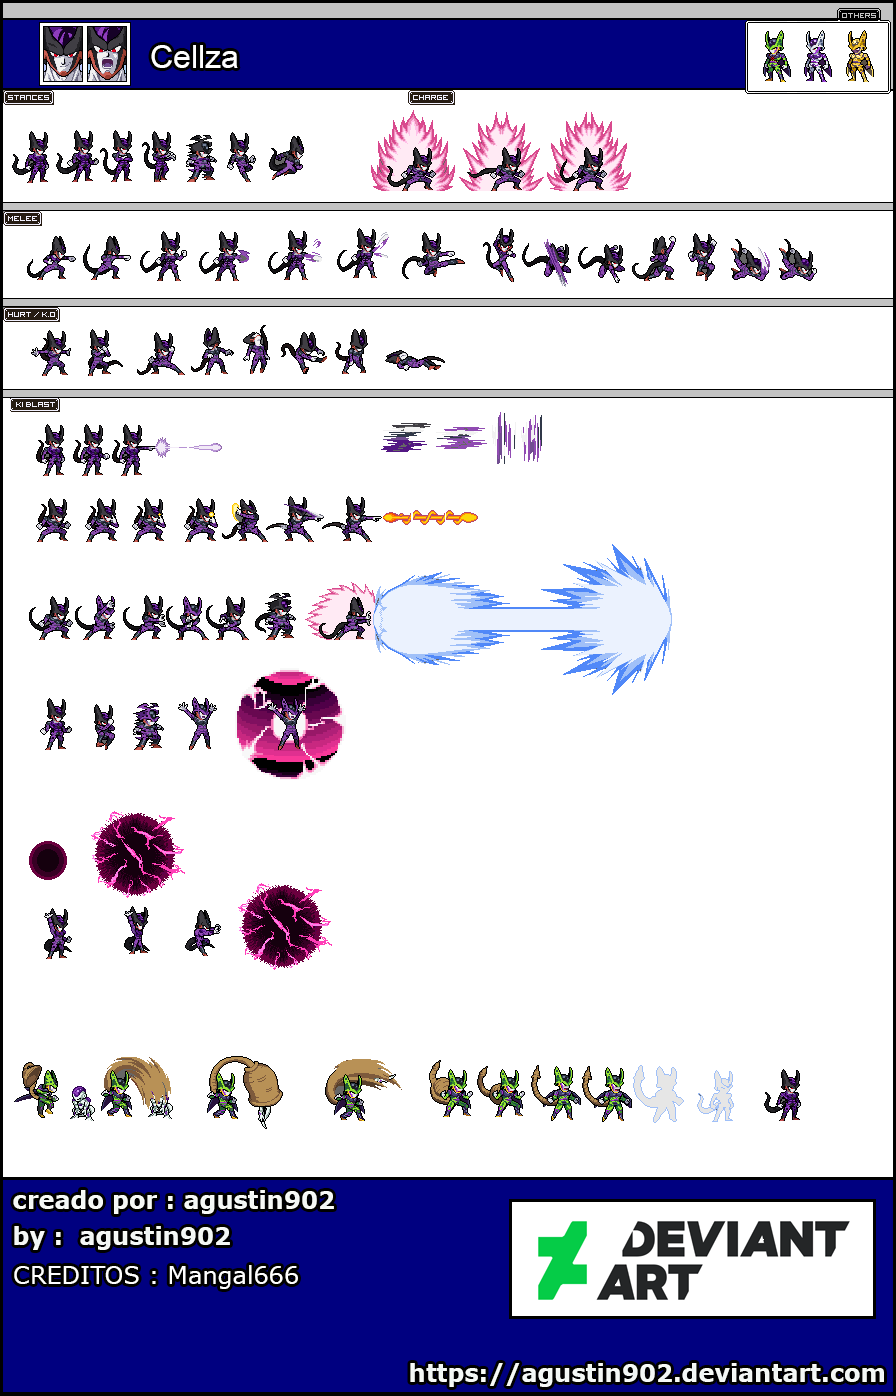 OTHERS
Cellza
STANCES
CHARGE
MELEE
HURT / K.O
KI BLAST
creado por : agustin902
by : agustin902
CREDITOS : Mangal666
DEVIANT
ART
https://agustin902.deviantart.com